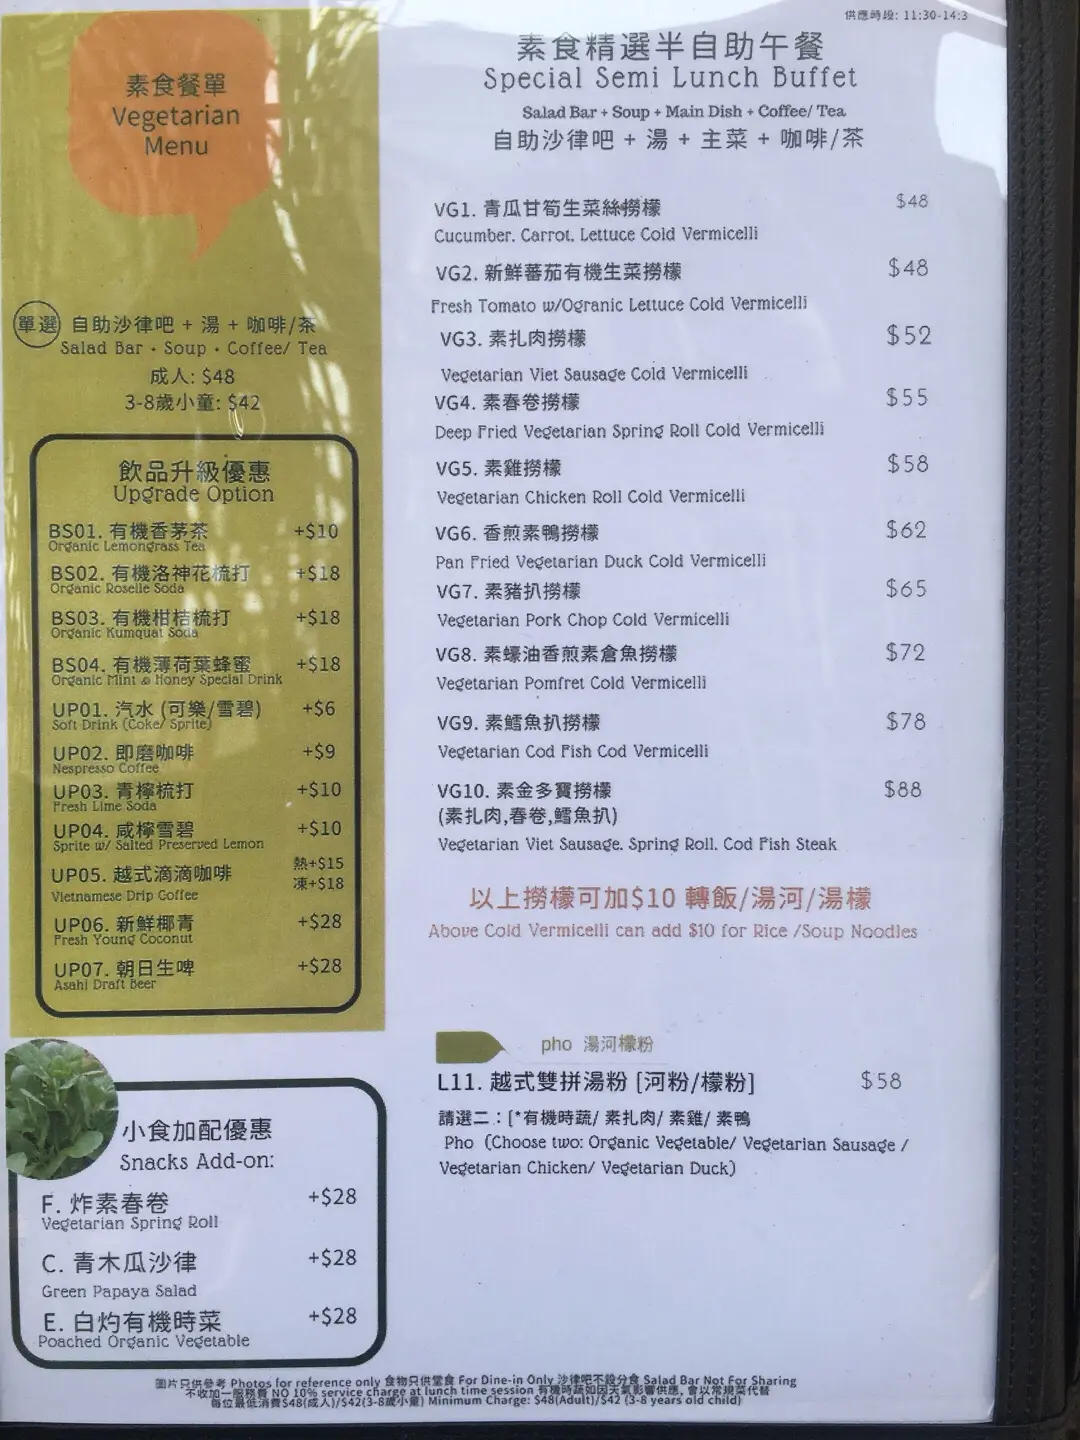 素食餐單
Vegetarian
Menu
單選 自助沙律吧 + 湯 + 咖啡/茶
Salad Bar + Soup + Coffee/ Tea
成人: $48
3-8歲小童: $42
飲品升級優惠
Upgrade Option
BS01. 有機香茅茶 +$10
Organic Lemongrass Tea
BS02. 有機洛神花梳打 +$18
Organic Roselle Soda
BS03. 有機柑桔梳打 +$18
Organic Kumquat Soda
BS04. 有機薄荷葉蜂蜜 +$18
Organic Mint & Honey Special Drink
UP01. 汽水 (可樂/雪碧) +$6
Soft Drink (Coke/ Sprite)
UP02. 即磨咖啡 +$9
Nespresso Coffee
UP03. 青檸梳打 +$10
Fresh Lime Soda
UP04. 咸檸雪碧 +$10
Sprite w/ Salted Preserved Lemon
UP05. 越式滴滴咖啡 熱+$15
凍+$18
Vietnamese Drip Coffee
UP06. 新鮮椰青 +$28
Fresh Young Coconut
UP07. 朝日生啤 +$28
Asahi Draft Beer
小食加配優惠
Snacks Add-on:
F. 炸素春卷 +$28
Vegetarian Spring Roll
C. 青木瓜沙律 +$28
Green Papaya Salad
E. 白灼有機時菜 +$28
Poached Organic Vegetable
供應時段: 11:30-14:3
素食精選半自助午餐
Special Semi Lunch Buffet
Salad Bar + Soup + Main Dish + Coffee/ Tea
自助沙律吧 + 湯 + 主菜 + 咖啡/茶
VG1. 青瓜甘筍生菜絲撈檬 $48
Cucumber, Carrot, Lettuce Cold Vermicelli
VG2. 新鮮蕃茄有機生菜撈檬 $48
Fresh Tomato w/Ogranic Lettuce Cold Vermicelli
VG3. 素扎肉撈檬 $52
Vegetarian Viet Sausage Cold Vermicelli
VG4. 素春卷撈檬 $55
Deep Fried Vegetarian Spring Roll Cold Vermicelli
VG5. 素雞撈檬 $58
Vegetarian Chicken Roll Cold Vermicelli
VG6. 香煎素鴨撈檬 $62
Pan Fried Vegetarian Duck Cold Vermicelli
VG7. 素豬扒撈檬 $65
Vegetarian Pork Chop Cold Vermicelli
VG8. 素蠔油香煎素倉魚撈檬 $72
Vegetarian Pomfret Cold Vermicelli
VG9. 素鱈魚扒撈檬 $78
Vegetarian Cod Fish Cod Vermicelli
VG10. 素金多寶撈檬 $88
(素扎肉,春卷,鱈魚扒)
Vegetarian Viet Sausage, Spring Roll, Cod Fish Steak
以上撈檬可加$10 轉飯/湯河/湯檬
Above Cold Vermicelli can add $10 for Rice /Soup Noodles
pho 湯河檬粉
L11. 越式雙拼湯粉 [河粉/檬粉] $58
請選二：[*有機時蔬/ 素扎肉/ 素雞/ 素鴨
Pho (Choose two: Organic Vegetable/ Vegetarian Sausage /
Vegetarian Chicken/ Vegetarian Duck)
圖片只供參考 Photos for reference only 食物只供堂食 For Dine-in Only 沙律吧不設分食 Salad Bar Not For Sharing
不收加一服務費 NO 10% service charge at lunch time session 有機時蔬如因天氣影響供應, 會以常規菜代替
每位最低消費$48(成人)/$42(3-8歲小童) Minimum Charge: $48(Adult)/$42 (3-8 years old child)